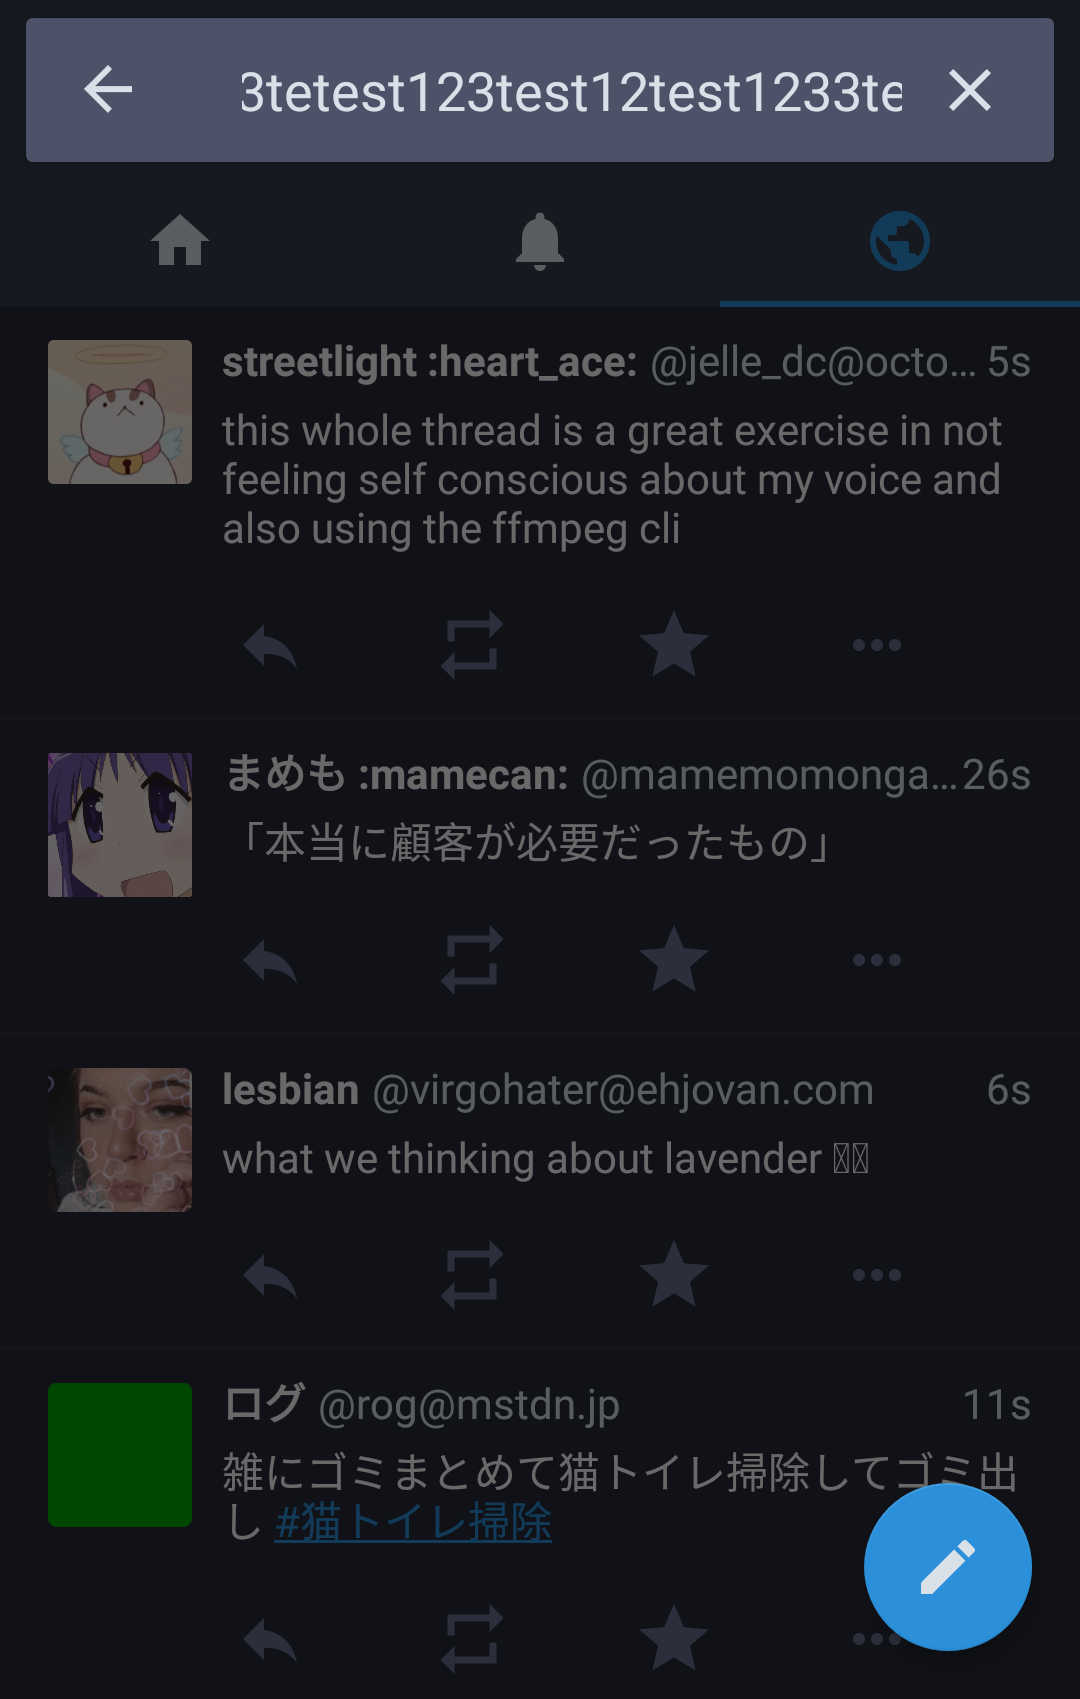 3tetest123test12test1233te
streetlight :heart_ace: @jelle_dc@octo... 5s
this whole thread is a great exercise in not
feeling self conscious about my voice and
also using the ffmpeg cli
まめも :mamecan: @mamemomonga... 26s
「本当に顧客が必要だったもの」
lesbian @virgohater@ehjovan.com 6s
what we thinking about lavender
ログ @rog@mstdn.jp 11s
雑にゴミまとめて猫トイレ掃除してゴミ出
し #猫トイレ掃除